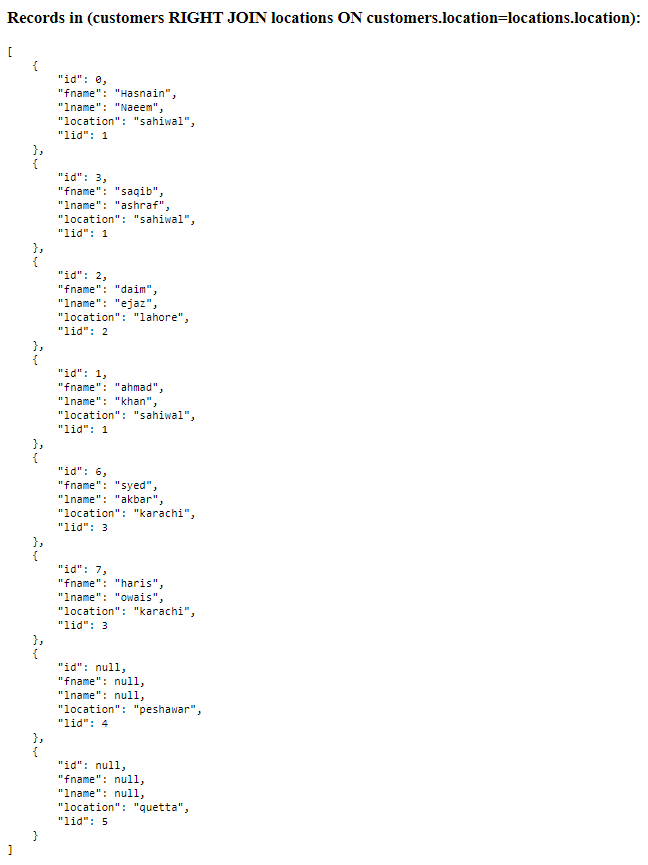 Records in (customers RIGHT JOIN locations ON customers.location=locations.location):
[
    {
        "id": 0,
        "fname": "Hasnain",
        "lname": "Naeem",
        "location": "sahiwal",
        "lid": 1
    },
    {
        "id": 3,
        "fname": "saqib",
        "lname": "ashraf",
        "location": "sahiwal",
        "lid": 1
    },
    {
        "id": 2,
        "fname": "daim",
        "lname": "ejaz",
        "location": "lahore",
        "lid": 2
    },
    {
        "id": 1,
        "fname": "ahmad",
        "lname": "khan",
        "location": "sahiwal",
        "lid": 1
    },
    {
        "id": 6,
        "fname": "syed",
        "lname": "akbar",
        "location": "karachi",
        "lid": 3
    },
    {
        "id": 7,
        "fname": "haris",
        "lname": "owais",
        "location": "karachi",
        "lid": 3
    },
    {
        "id": null,
        "fname": null,
        "lname": null,
        "location": "peshawar",
        "lid": 4
    },
    {
        "id": null,
        "fname": null,
        "lname": null,
        "location": "quetta",
        "lid": 5
    }
]